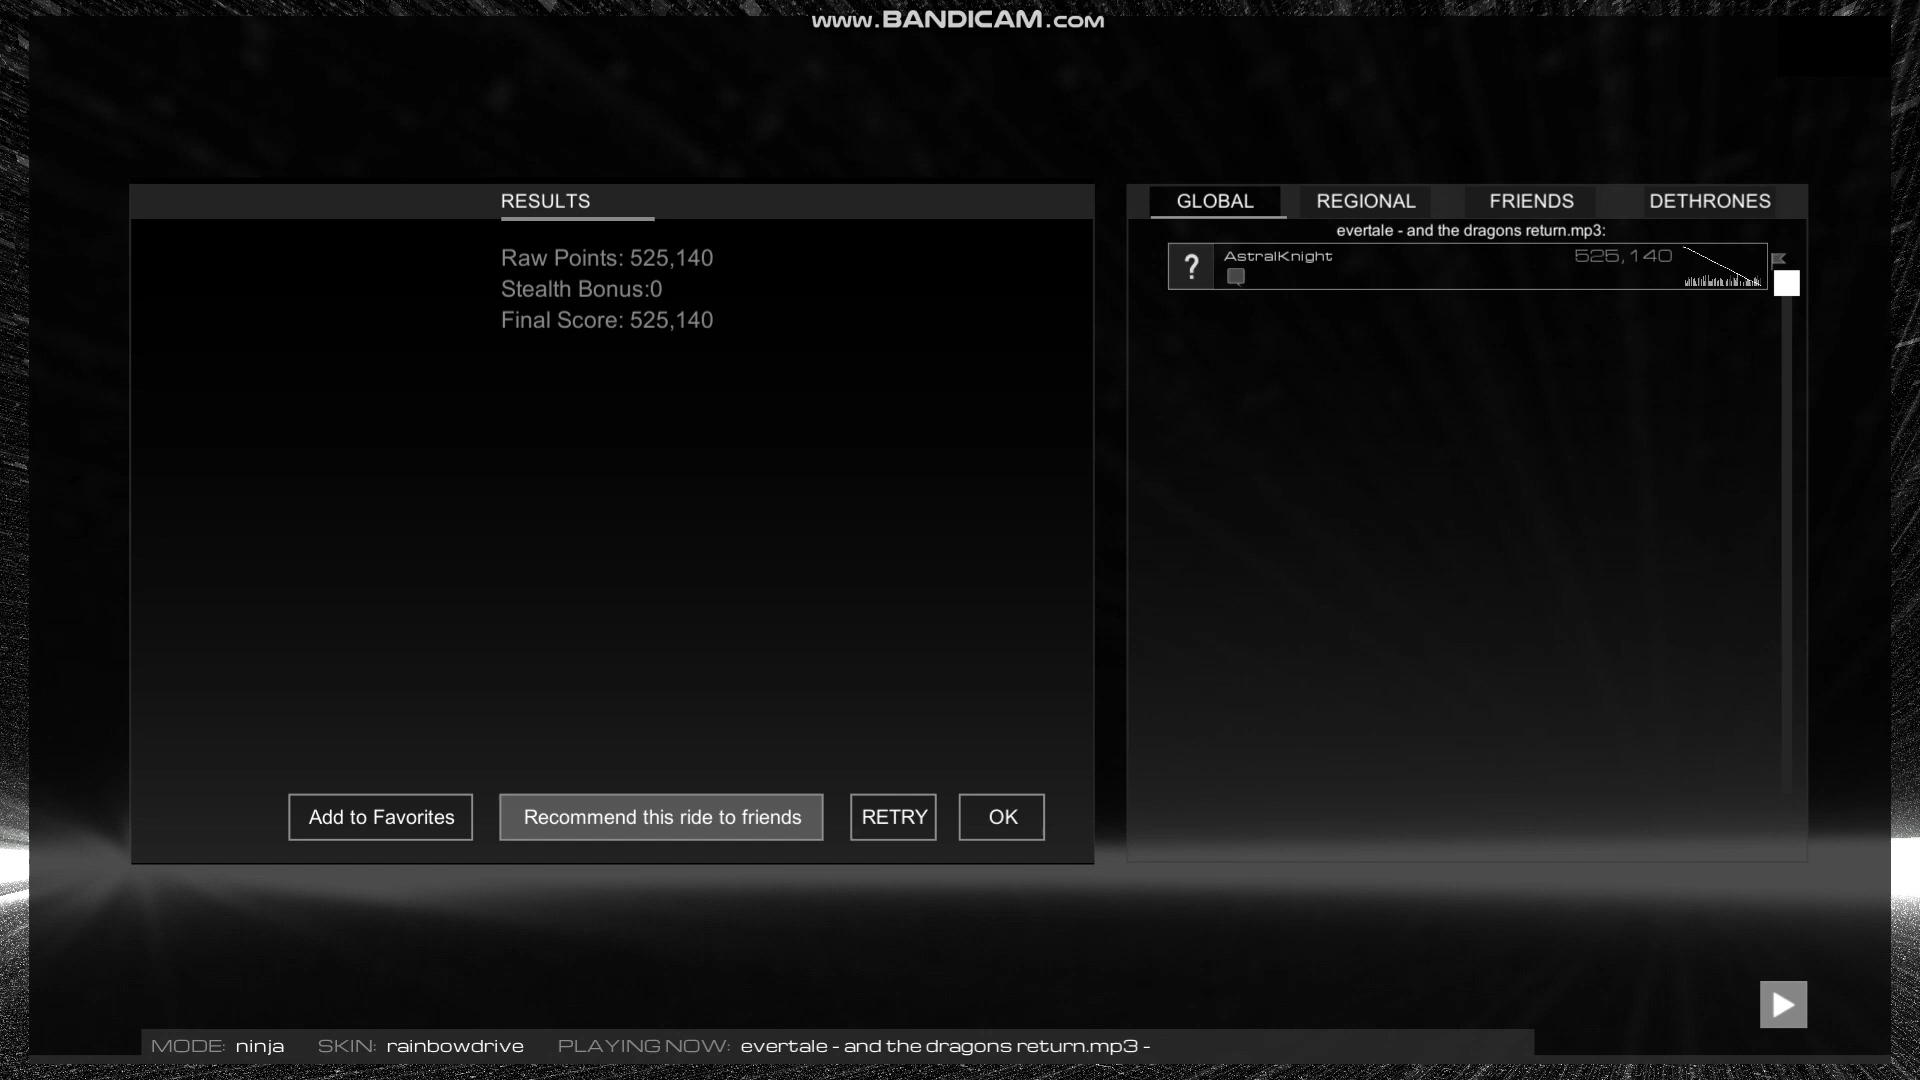 www.BANDICAM.com
RESULTS
Raw Points: 525,140
Stealth Bonus:0
Final Score: 525,140
Add to Favorites
Recommend this ride to friends
RETRY
OK
GLOBAL
REGIONAL
FRIENDS
DETHRONES
evertale - and the dragons return.mp3:
?
AstralKnight
525,140
MODE: ninja
SKIN: rainbowdrive
PLAYING NOW: evertale - and the dragons return.mp3 -